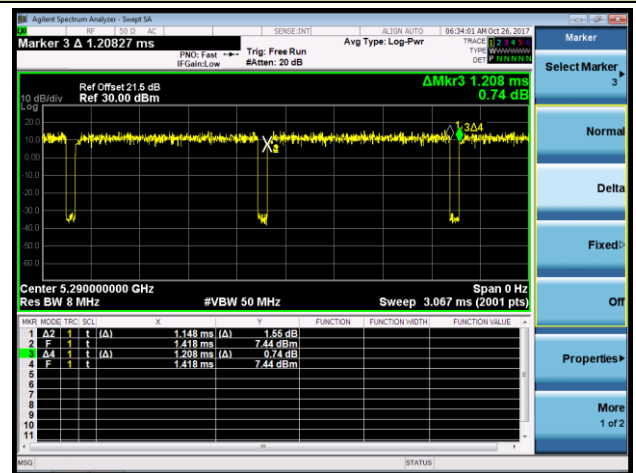 Agilent Spectrum Analyzer - Swept SA
RF 50 Ω AC SENSE:INT ALIGN AUTO 06:34:01 AM Oct 26, 2017
Marker 3 Δ 1.20827 ms
PNO: Fast Trig: Free Run
IFGain:Low #Atten: 20 dB
Avg Type: Log-Pwr
TRACE 1 2 3 4 5 6
TYPE WWWWWW
DET P N N N N N
Ref Offset 21.5 dB
10 dB/div Ref 30.00 dBm
Log
ΔMkr3 1.208 ms
0.74 dB
20.0
10.0
0.00
-10.0
-20.0
-30.0
-40.0
-50.0
-60.0
1 3Δ4
Center 5.290000000 GHz Span 0 Hz
Res BW 8 MHz #VBW 50 MHz Sweep 3.067 ms (2001 pts)
MKR MODE TRC SCL X Y FUNCTION FUNCTION WIDTH FUNCTION VALUE
1 Δ2 1 t (Δ) 1.148 ms (Δ) 1.55 dB
2 F 1 t 1.418 ms 7.44 dBm
3 Δ4 1 t (Δ) 1.208 ms (Δ) 0.74 dB
4 F 1 t 1.418 ms 7.44 dBm
5
6
7
8
9
10
11
MSG STATUS
Marker
Select Marker
3
Normal
Delta
Fixed
Off
Properties
More
1 of 2